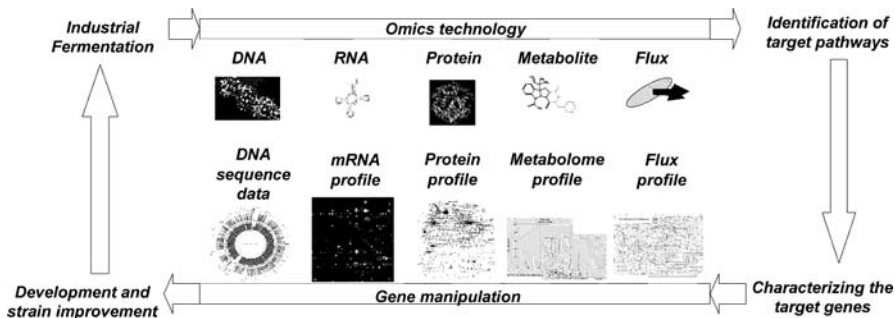 Industrial
Fermentation
Omics technology
Identification of
target pathways
DNA
RNA
Protein
Metabolite
Flux
DNA
sequence
data
mRNA
profile
Protein
profile
Metabolome
profile
Flux
profile
Development and
strain improvement
Gene manipulation
Characterizing the
target genes